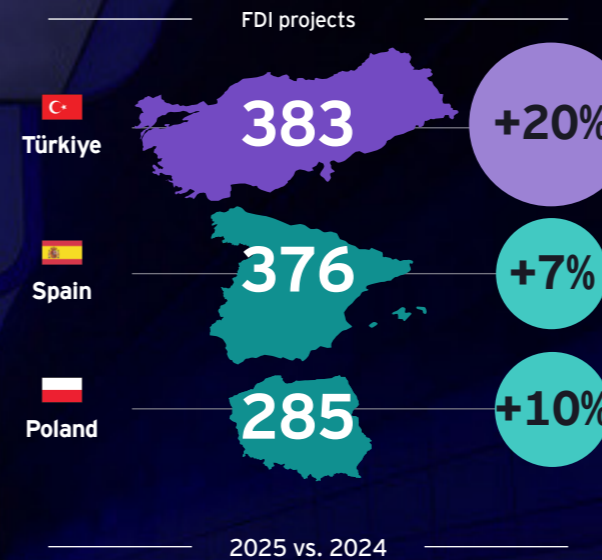 FDI projects
Türkiye
383
+20%
Spain
376
+7%
Poland
285
+10%
2025 vs. 2024